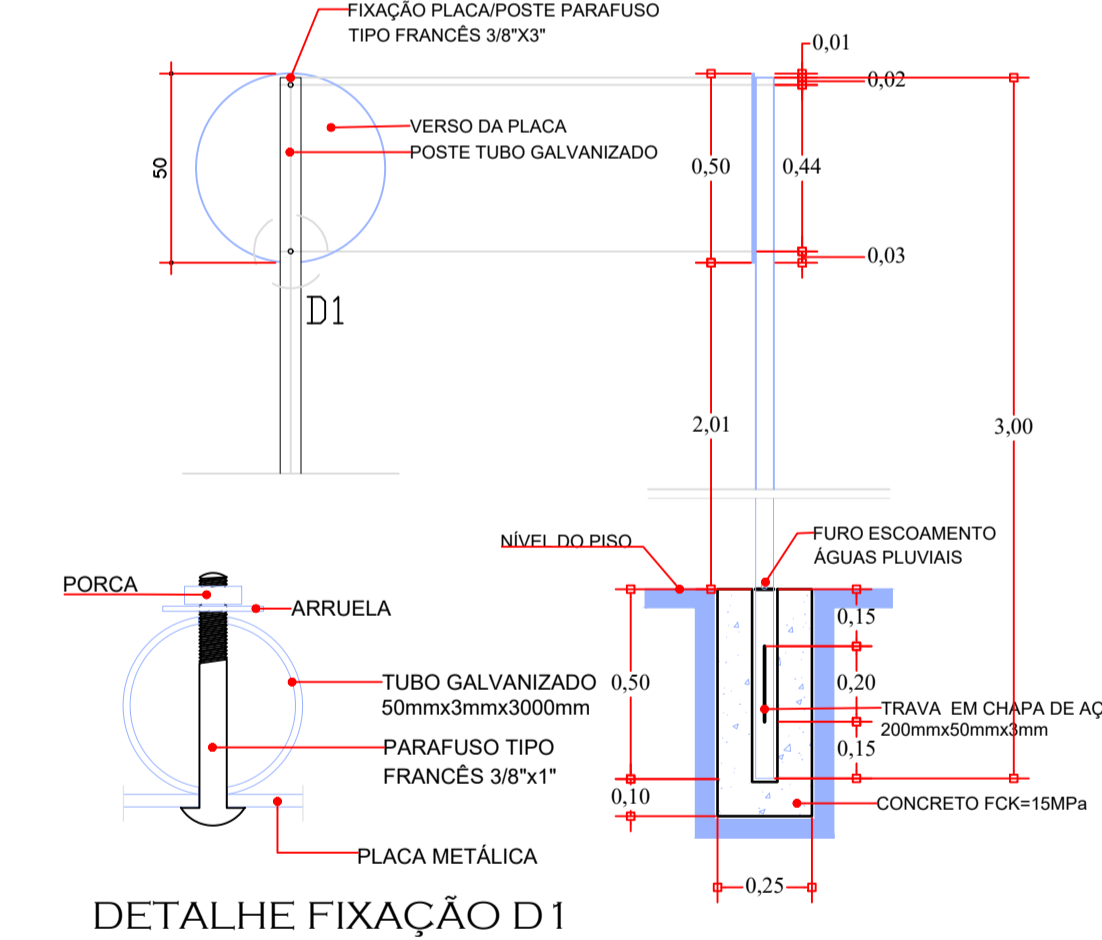 FIXAÇÃO PLACA/POSTE PARAFUSO
TIPO FRANCÊS 3/8"X3"
0,01
0,02
VERSO DA PLACA
POSTE TUBO GALVANIZADO
50
0,50
0,44
0,03
D1
2,01
3,00
NÍVEL DO PISO
FURO ESCOAMENTO
ÁGUAS PLUVIAIS
PORCA
ARRUELA
0,15
TUBO GALVANIZADO
50mmx3mmx3000mm
0,50
0,20
TRAVA EM CHAPA DE AÇ
200mmx50mmx3mm
PARAFUSO TIPO
FRANCÊS 3/8"x1"
0,15
0,10
CONCRETO FCK=15MPa
PLACA METÁLICA
0,25
DETALHE FIXAÇÃO D1